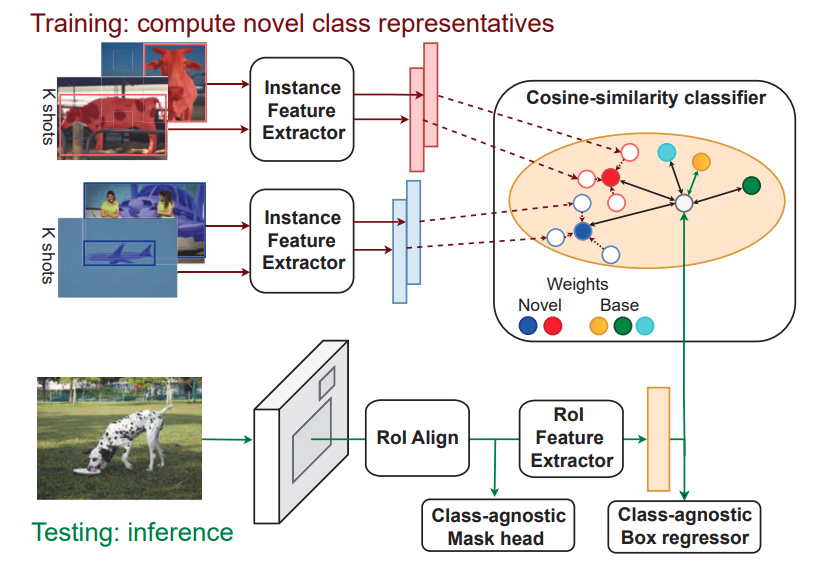 Training: compute novel class representatives
K shots
Instance
Feature
Extractor
K shots
Instance
Feature
Extractor
Cosine-similarity classifier
Weights
Novel Base
RoI Align
RoI
Feature
Extractor
Class-agnostic
Mask head
Class-agnostic
Box regressor
Testing: inference